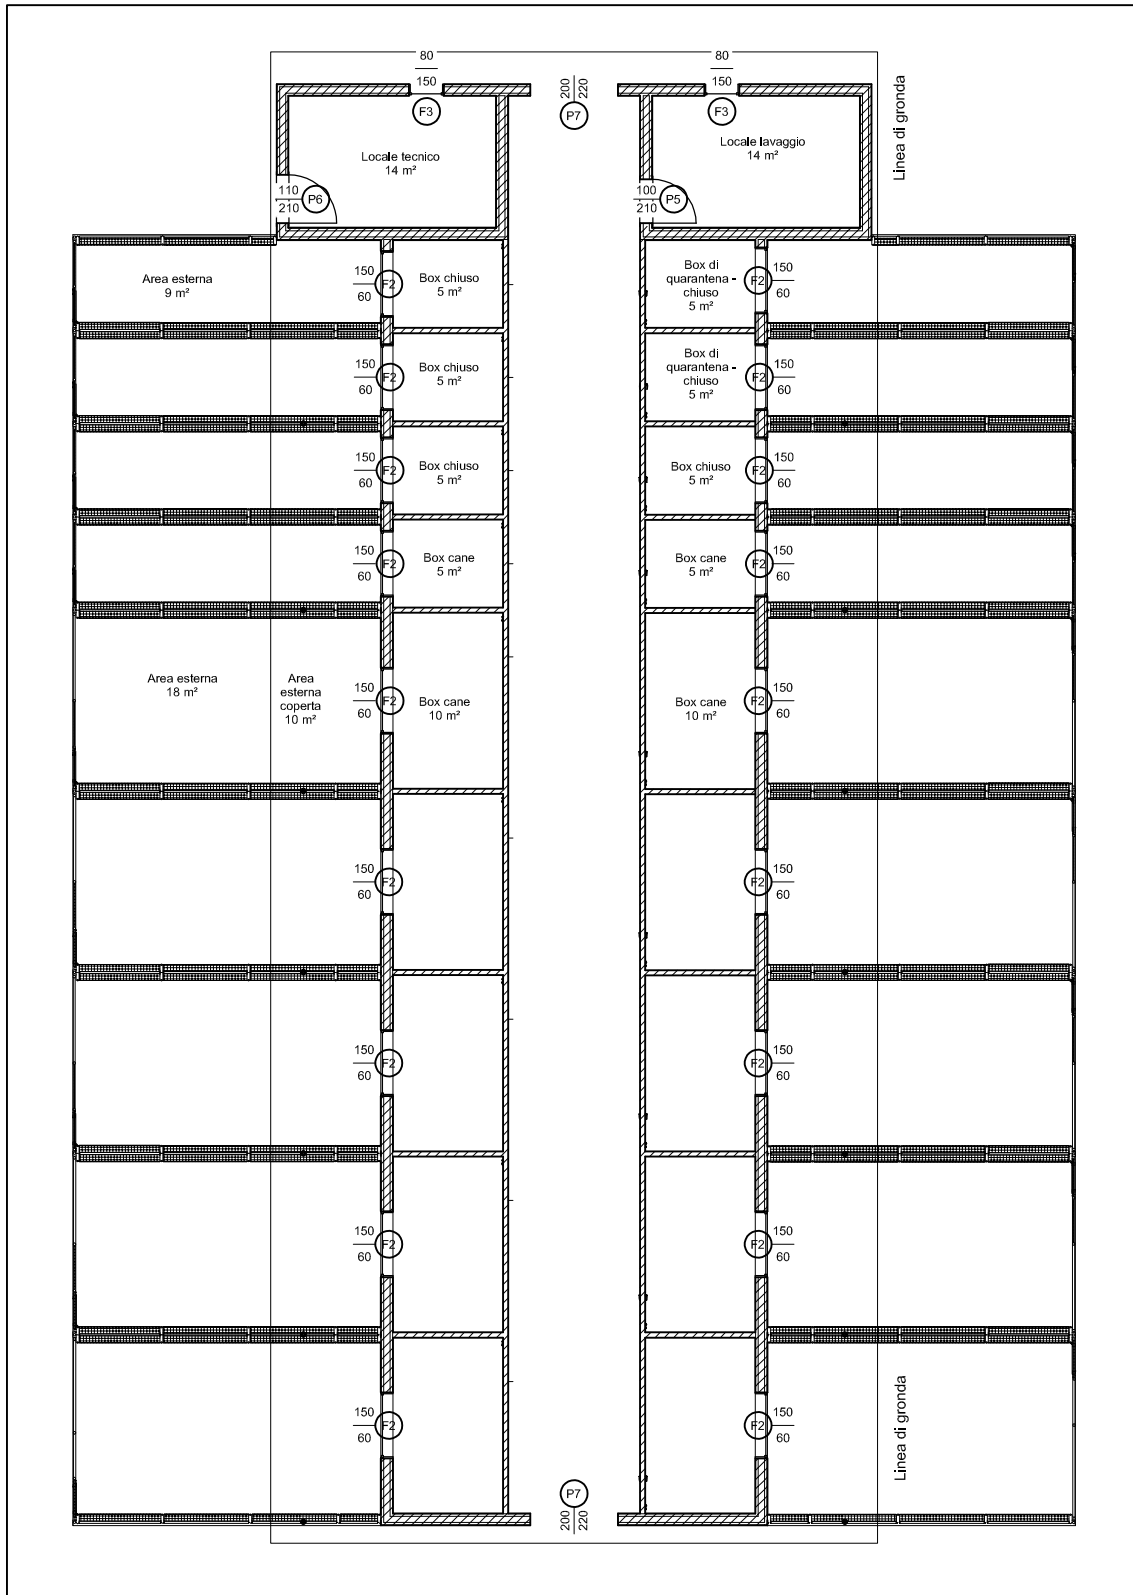 80
150
F3
200
220
P7
80
150
F3
Linea di gronda
Locale tecnico
14 m²
Locale lavaggio
14 m²
110
210
P6
100
210
P5
Area esterna
9 m²
150
60
F2
Box chiuso
5 m²
Box di
quarantena -
chiuso
5 m²
F2
150
60
150
60
F2
Box chiuso
5 m²
Box di
quarantena -
chiuso
5 m²
F2
150
60
150
60
F2
Box chiuso
5 m²
Box chiuso
5 m²
F2
150
60
150
60
F2
Box cane
5 m²
Box cane
5 m²
F2
150
60
Area esterna
18 m²
Area
esterna
coperta
10 m²
150
60
F2
Box cane
10 m²
Box cane
10 m²
F2
150
60
150
60
F2
F2
150
60
150
60
F2
F2
150
60
150
60
F2
F2
150
60
150
60
F2
F2
150
60
Linea di gronda
P7
200
220